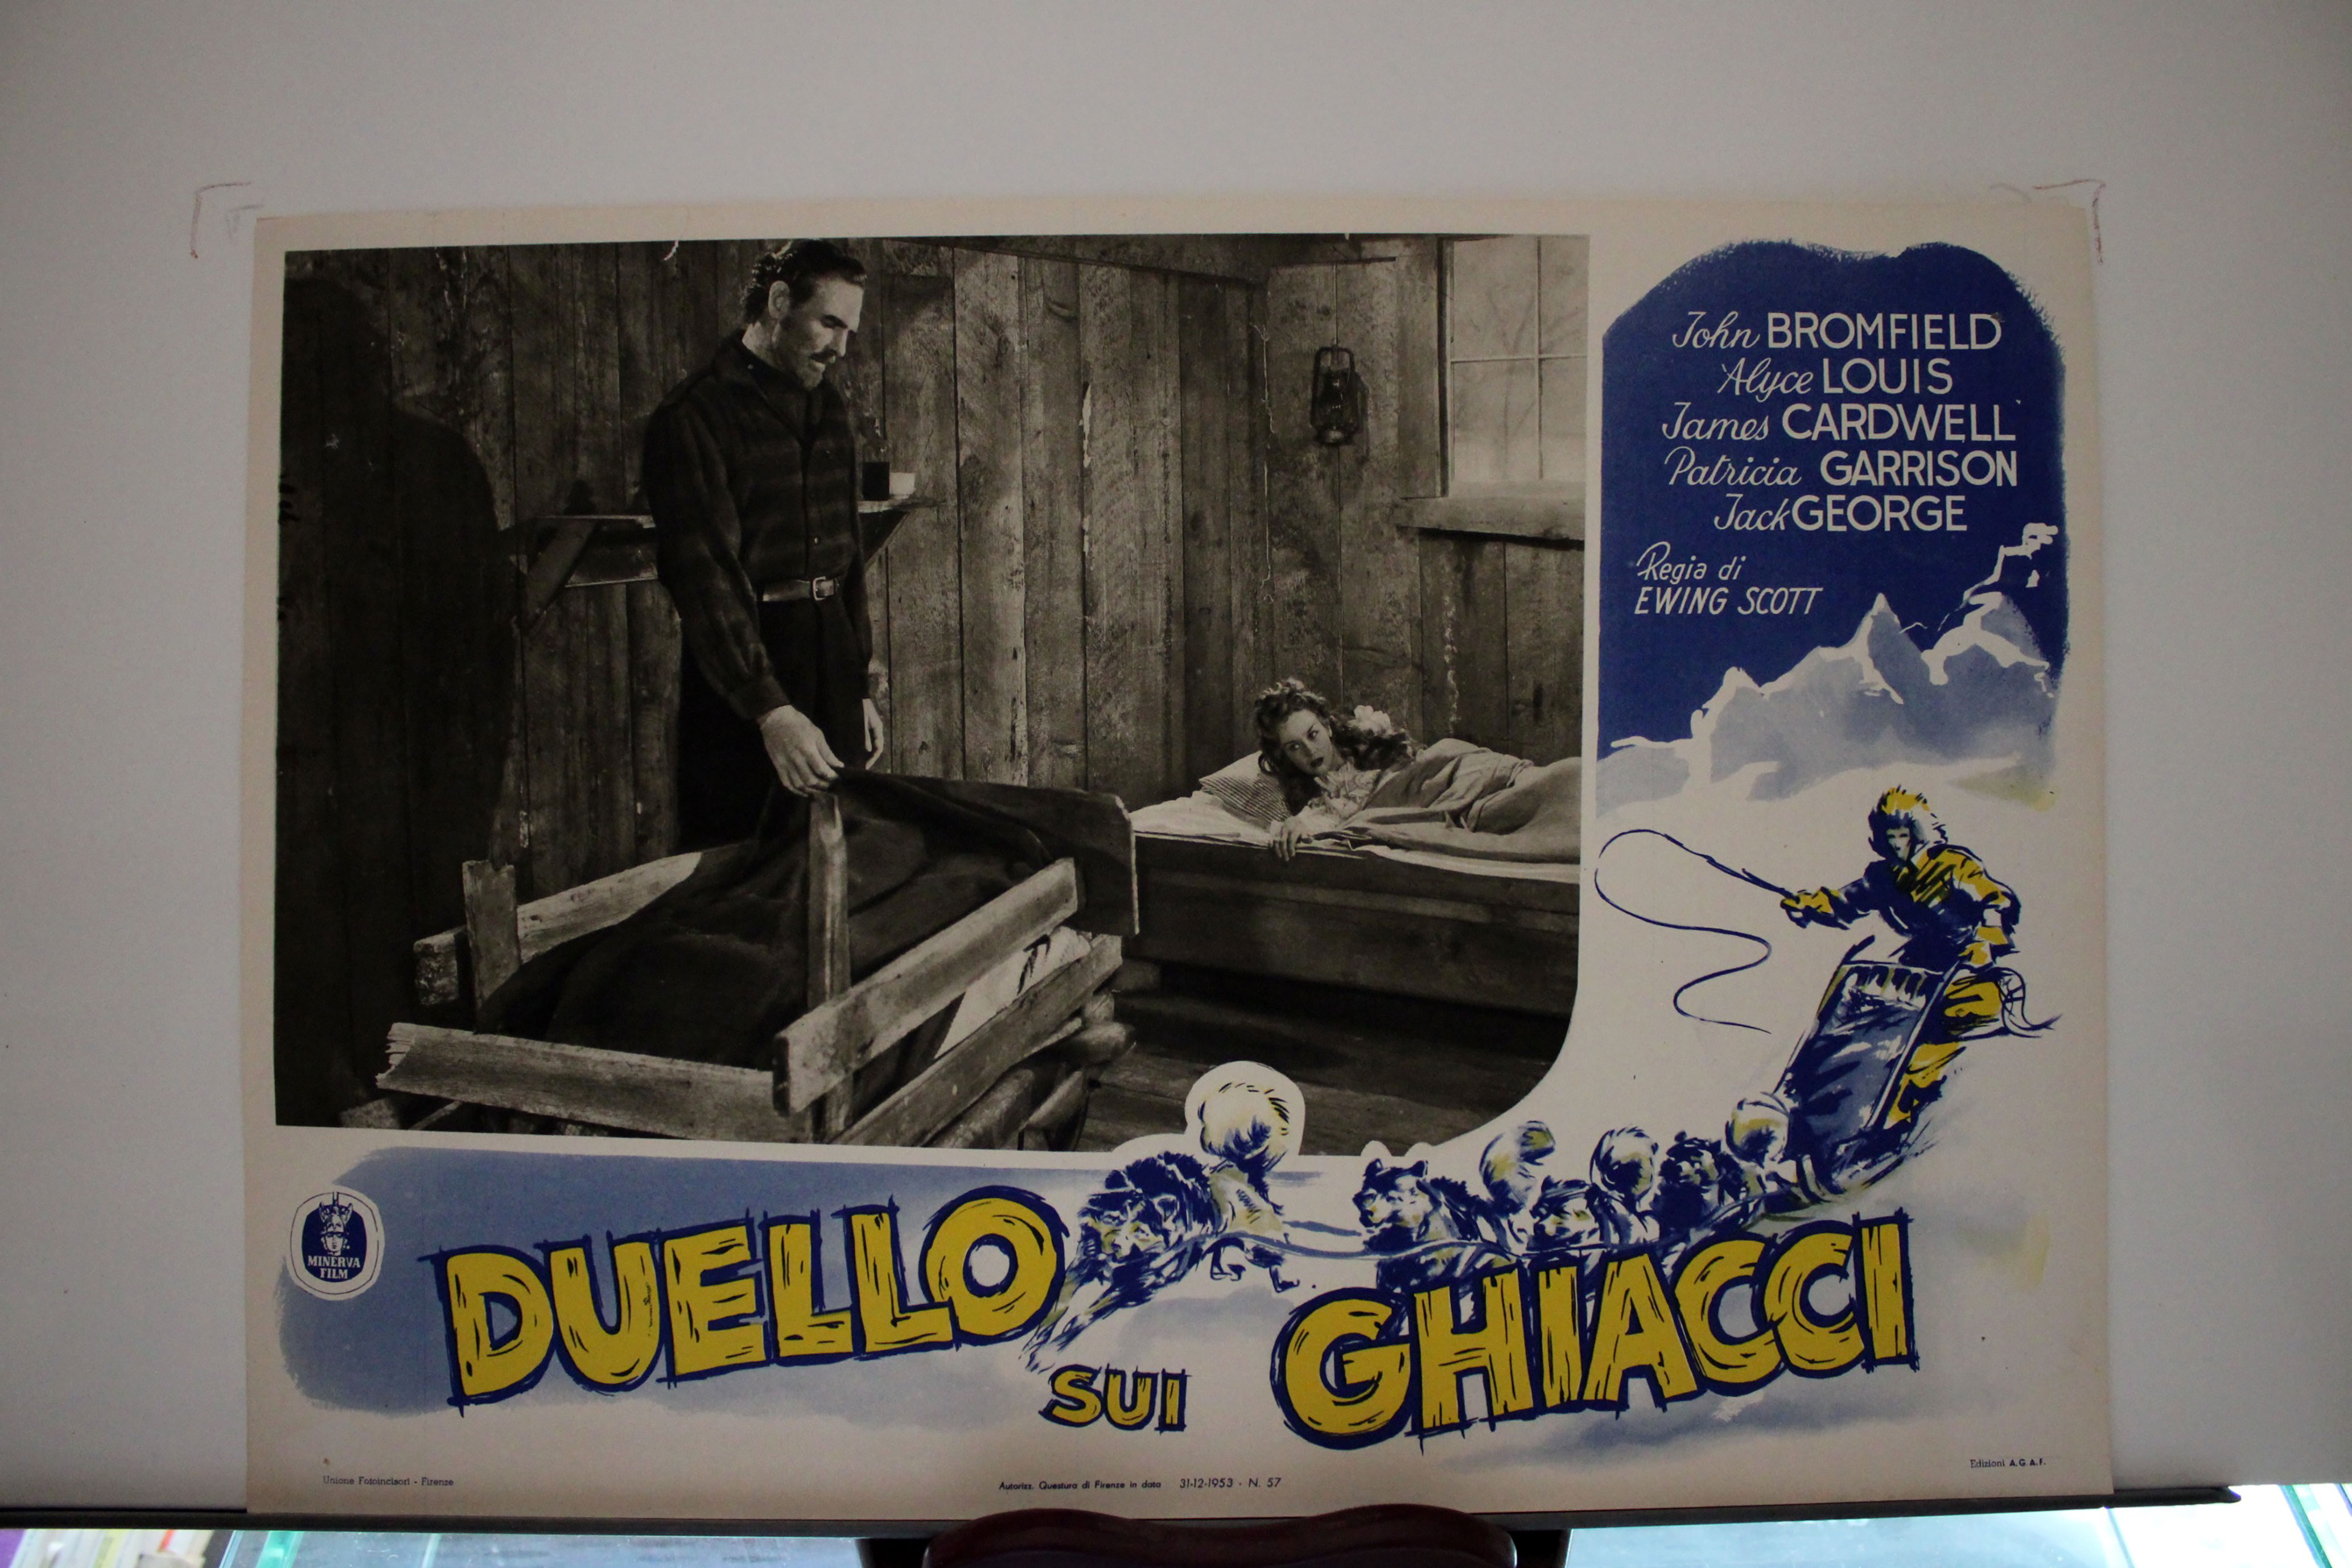 John BROMFIELD
Alyce LOUIS
James CARDWELL
Patricia GARRISON
Jack GEORGE
Regia di
EWING SCOTT
MINERVA
FILM
DUELLO
SUI
GHIACCI
Unione Fotoincisori - Firenze
Autorizz. Questura di Firenze in data 31-12-1953 - N. 57
Edizioni A.G.A.F.